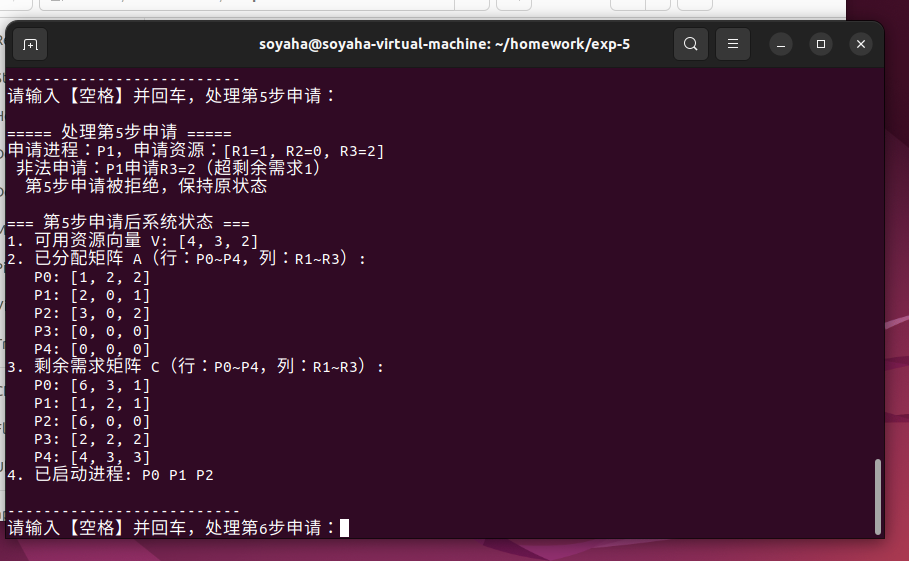 soyaha@soyaha-virtual-machine: ~/homework/exp-5
--------------------------
请输入【空格】并回车，处理第5步申请：
===== 处理第5步申请 =====
申请进程：P1，申请资源：[R1=1, R2=0, R3=2]
非法申请：P1申请R3=2（超剩余需求1）
第5步申请被拒绝，保持原状态
=== 第5步申请后系统状态 ===
1. 可用资源向量 V: [4, 3, 2]
2. 已分配矩阵 A（行：P0~P4，列：R1~R3）:
P0: [1, 2, 2]
P1: [2, 0, 1]
P2: [3, 0, 2]
P3: [0, 0, 0]
P4: [0, 0, 0]
3. 剩余需求矩阵 C（行：P0~P4，列：R1~R3）:
P0: [6, 3, 1]
P1: [1, 2, 1]
P2: [6, 0, 0]
P3: [2, 2, 2]
P4: [4, 3, 3]
4. 已启动进程: P0 P1 P2
--------------------------
请输入【空格】并回车，处理第6步申请：